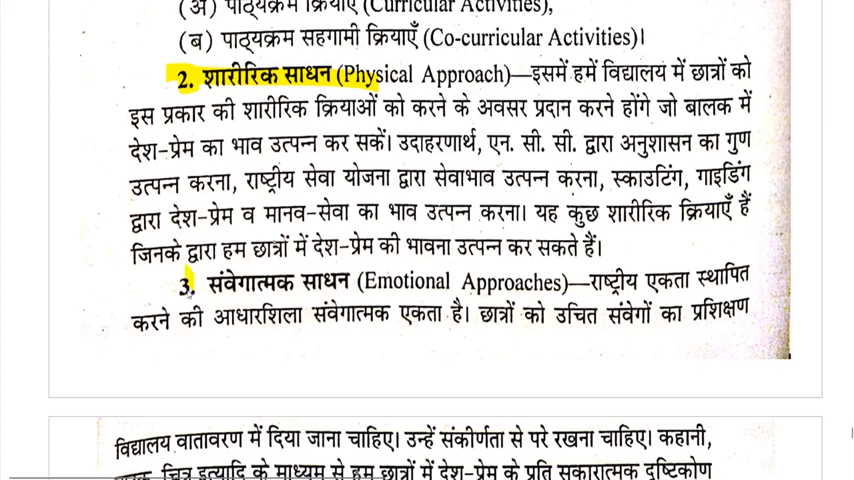 (अ) पाठ्यक्रम क्रियाएँ (Curricular Activities),
(ब) पाठ्यक्रम सहगामी क्रियाएँ (Co-curricular Activities)।
2. शारीरिक साधन (Physical Approach)—इसमें हमें विद्यालय में छात्रों को
इस प्रकार की शारीरिक क्रियाओं को करने के अवसर प्रदान करने होंगे जो बालक में
देश-प्रेम का भाव उत्पन्न कर सकें। उदाहरणार्थ, एन. सी. सी. द्वारा अनुशासन का गुण
उत्पन्न करना, राष्ट्रीय सेवा योजना द्वारा सेवाभाव उत्पन्न करना, स्काउटिंग, गाइडिंग
द्वारा देश-प्रेम व मानव-सेवा का भाव उत्पन्न करना। यह कुछ शारीरिक क्रियाएँ हैं
जिनके द्वारा हम छात्रों में देश-प्रेम की भावना उत्पन्न कर सकते हैं।
3. संवेगात्मक साधन (Emotional Approaches)—राष्ट्रीय एकता स्थापित
करने की आधारशिला संवेगात्मक एकता है। छात्रों को उचित संवेगों का प्रशिक्षण
विद्यालय वातावरण में दिया जाना चाहिए। उन्हें संकीर्णता से परे रखना चाहिए। कहानी,
चित्र इत्यादि के माध्यम से हम छात्रों में देश-प्रेम के प्रति सकारात्मक दृष्टिकोण